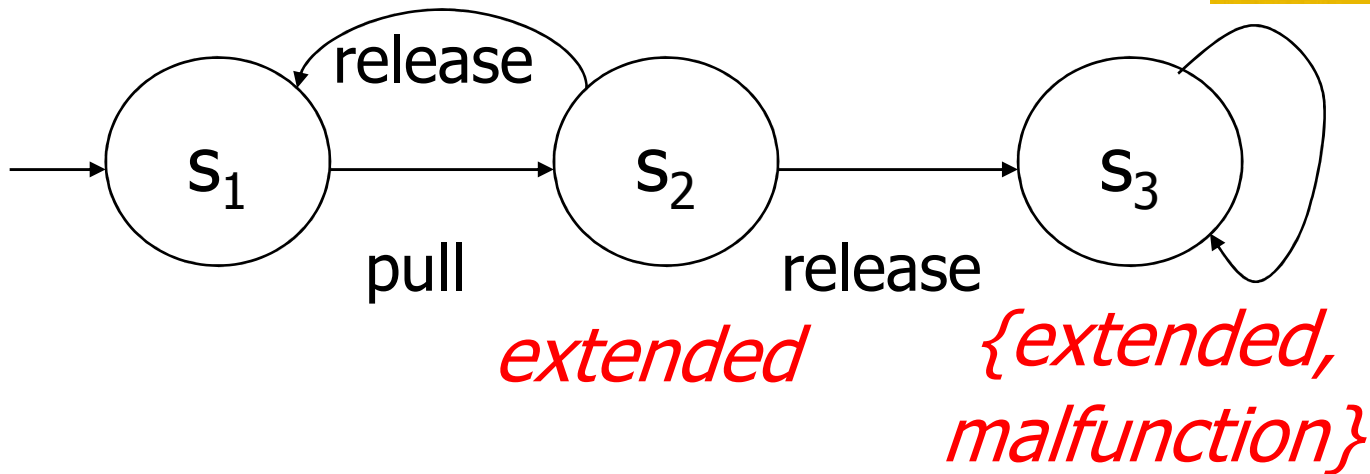 release
s₁ s₂ s₃
pull release
extended {extended,
malfunction}